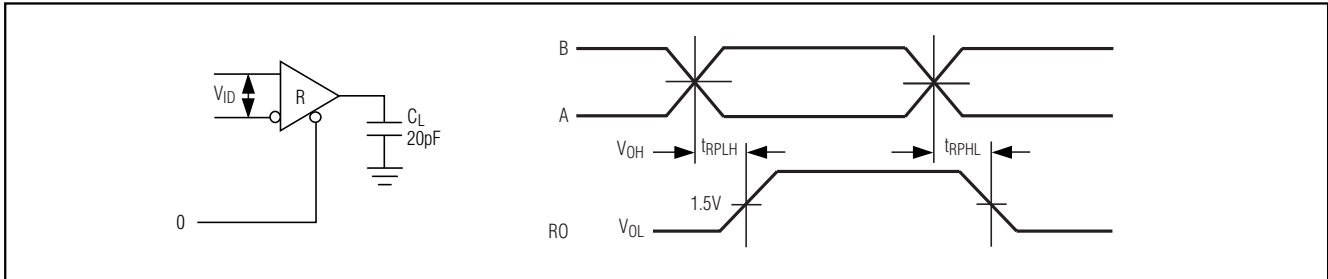 V_ID
R
C_L
20pF
0
B
A
V_OH
t_RPLH
t_RPHL
1.5V
RO
V_OL